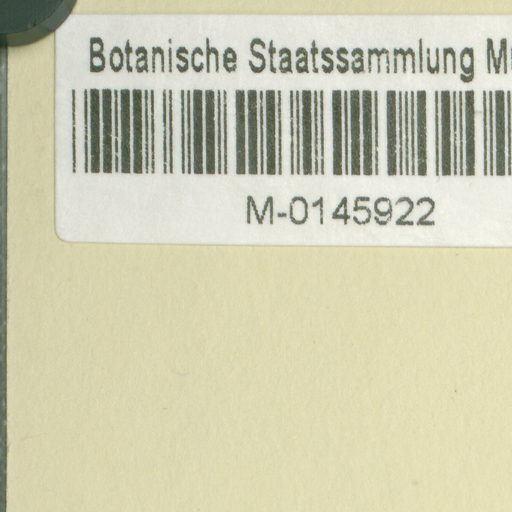 Botanische Staatssammlung
M-0145922